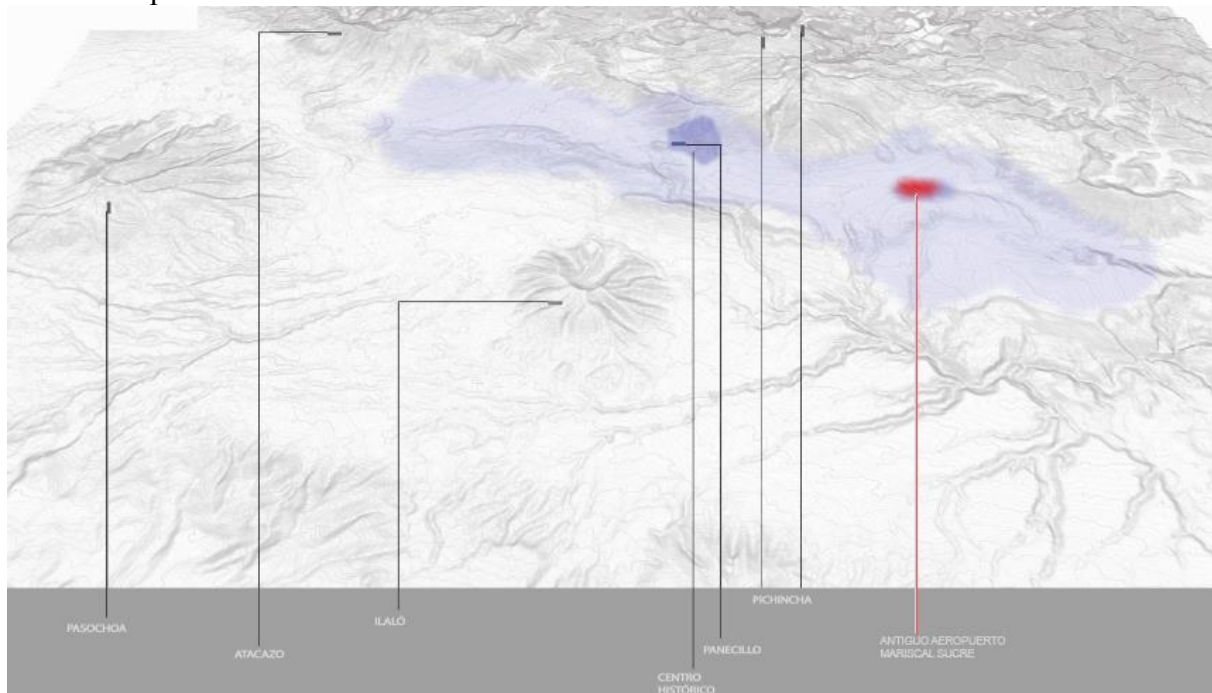 PASOCHOA
ATACAZO
ILALÓ
CENTRO
HISTÓRICO
PANECILLO
PICHINCHA
ANTIGUO AEROPUERTO
MARISCAL SUCRE